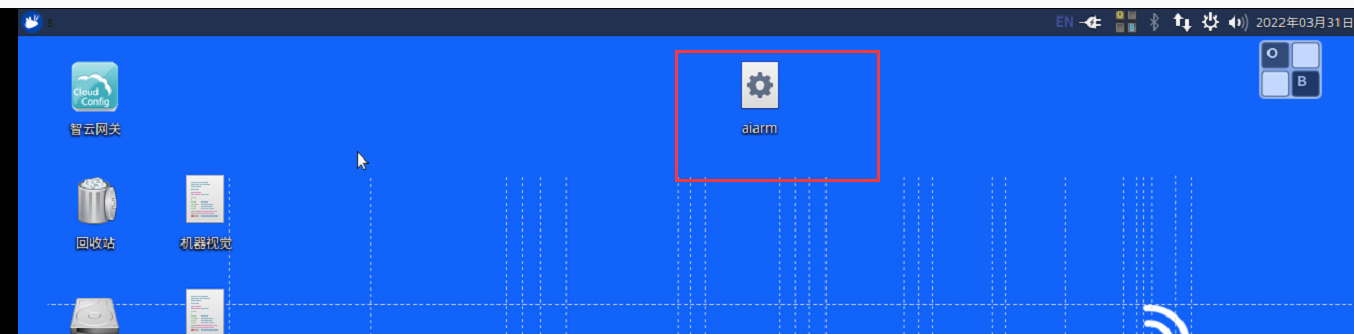 EN
2022年03月31日
Cloud
Config
智云网关
aiarm
O
B
回收站
机器视觉